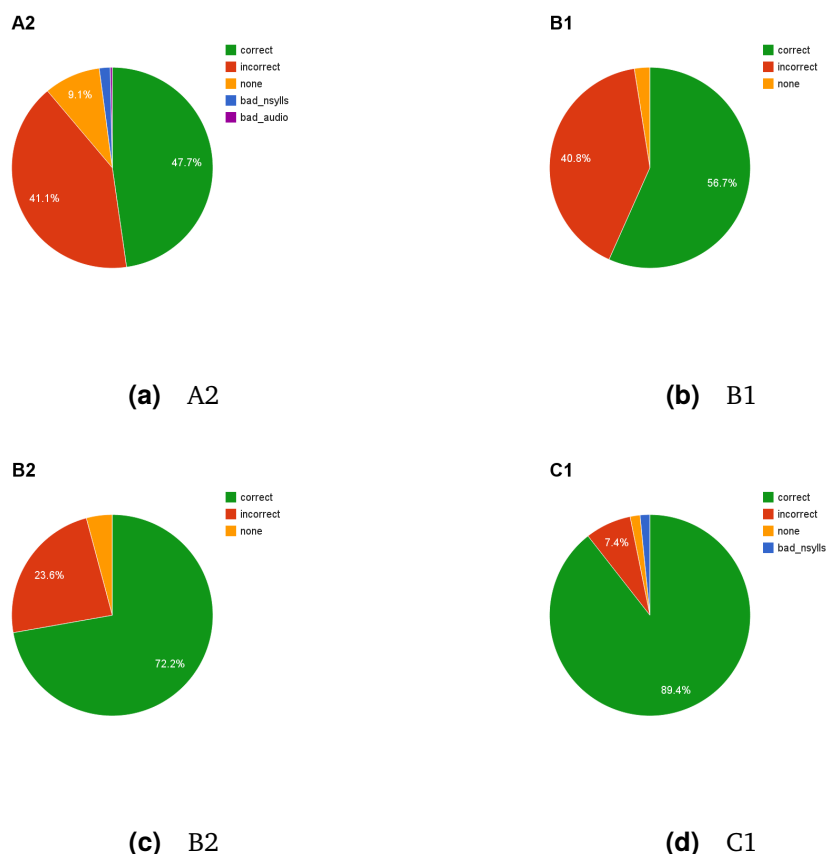 A2
correct
incorrect
none
bad_nsylls
bad_audio
9.1%
47.7%
41.1%
(a) A2
B1
correct
incorrect
none
40.8%
56.7%
(b) B1
B2
correct
incorrect
none
23.6%
72.2%
(c) B2
C1
correct
incorrect
none
bad_nsylls
7.4%
89.4%
(d) C1